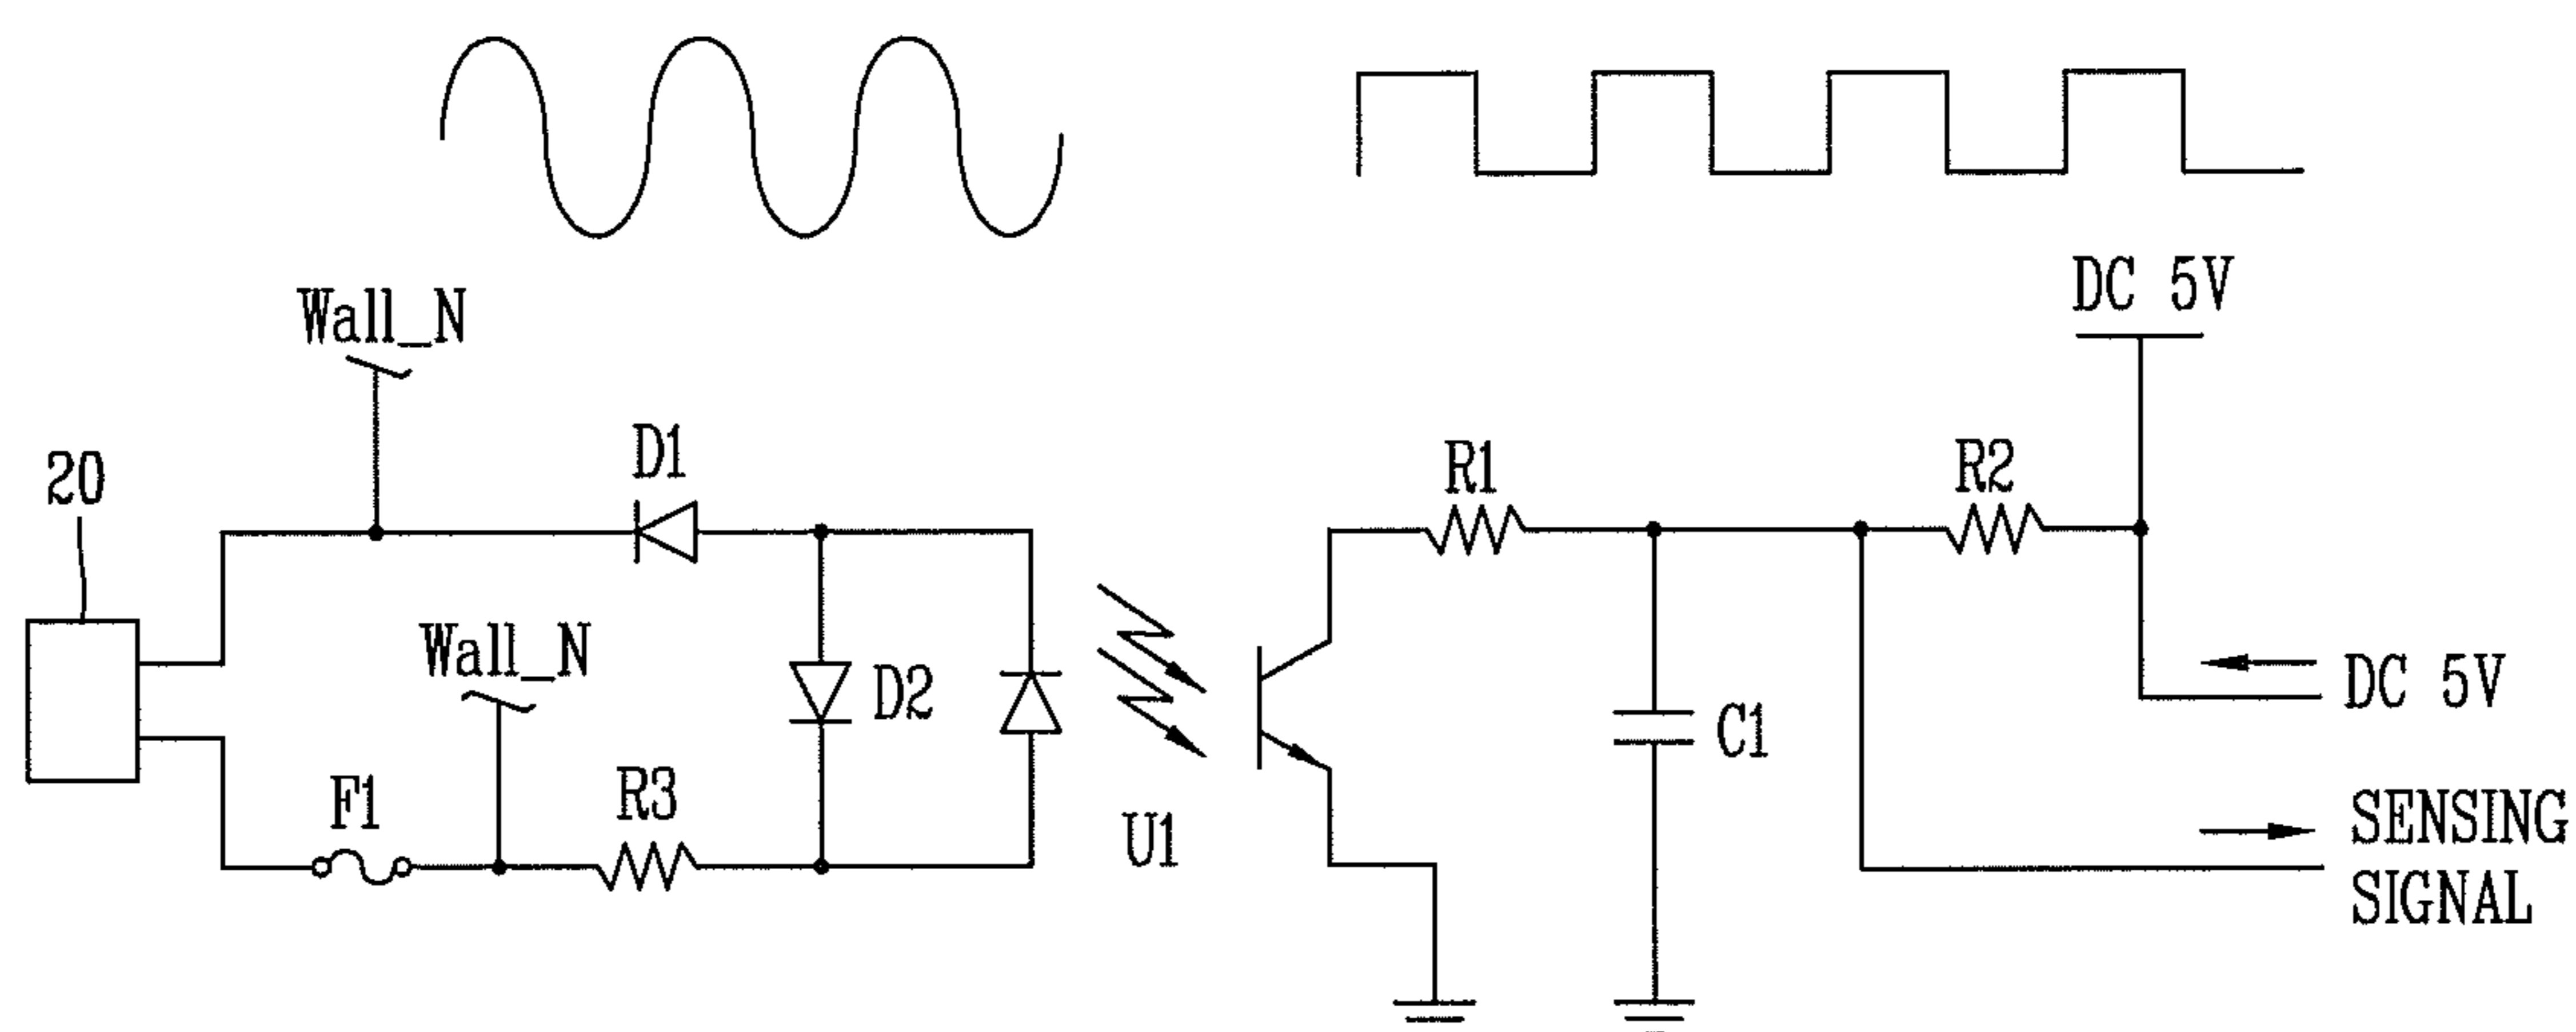 DC 5V
Wall_N
D1
R1
R2
20
Wall_N
D2
DC 5V
C1
F1
R3
U1
SENSING
SIGNAL